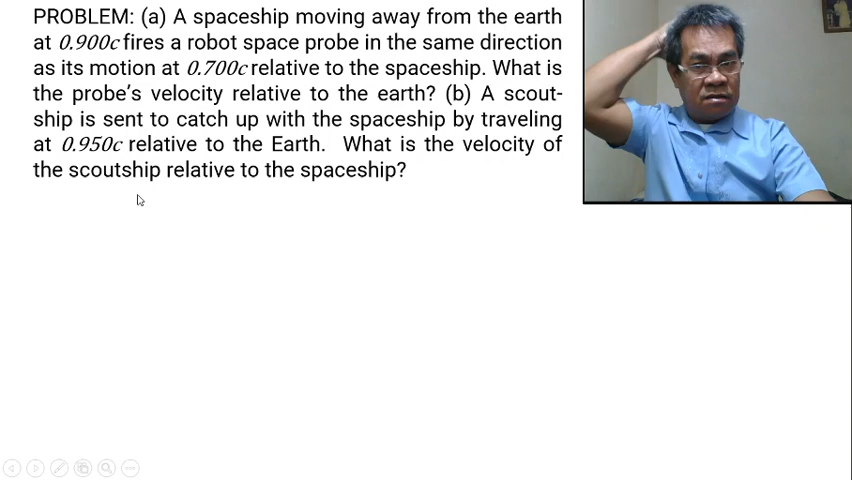 PROBLEM: (a) A spaceship moving away from the earth
at 0.900c fires a robot space probe in the same direction
as its motion at 0.700c relative to the spaceship. What is
the probe's velocity relative to the earth? (b) A scout-
ship is sent to catch up with the spaceship by traveling
at 0.950c relative to the Earth. What is the velocity of
the scoutship relative to the spaceship?